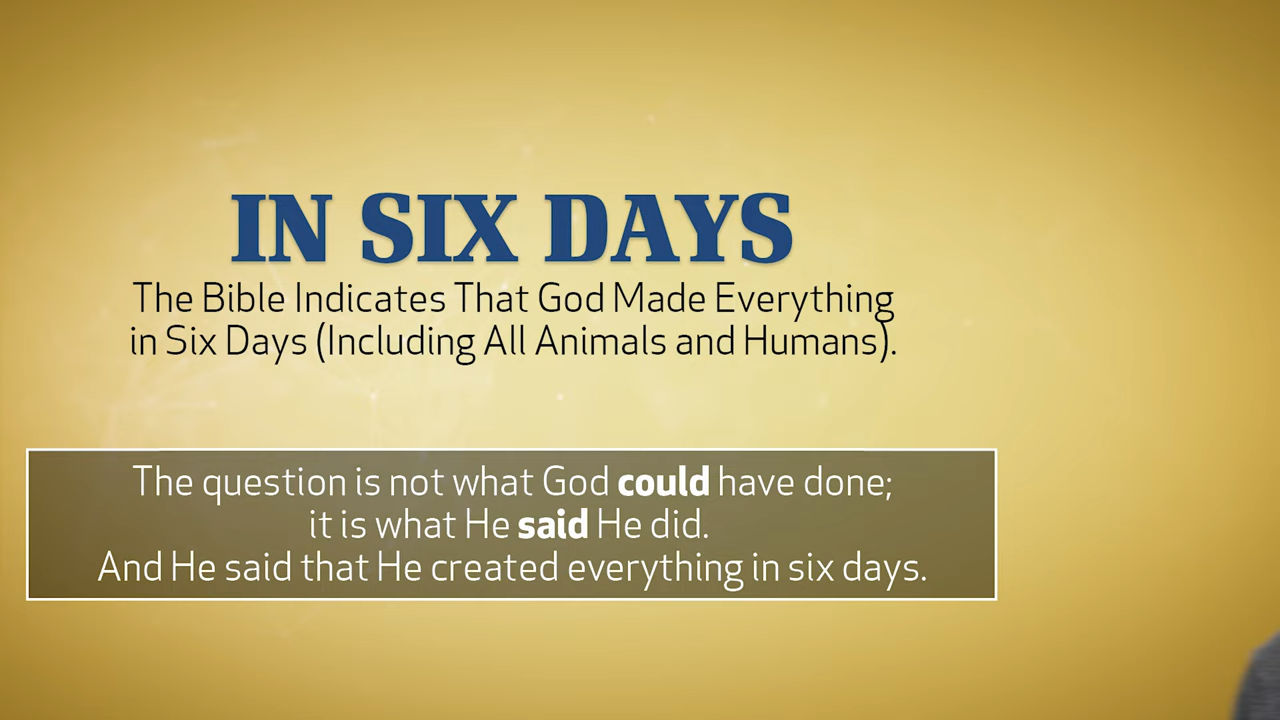 IN SIX DAYS
The Bible Indicates That God Made Everything
in Six Days (Including All Animals and Humans).
The question is not what God could have done;
it is what He said He did.
And He said that He created everything in six days.